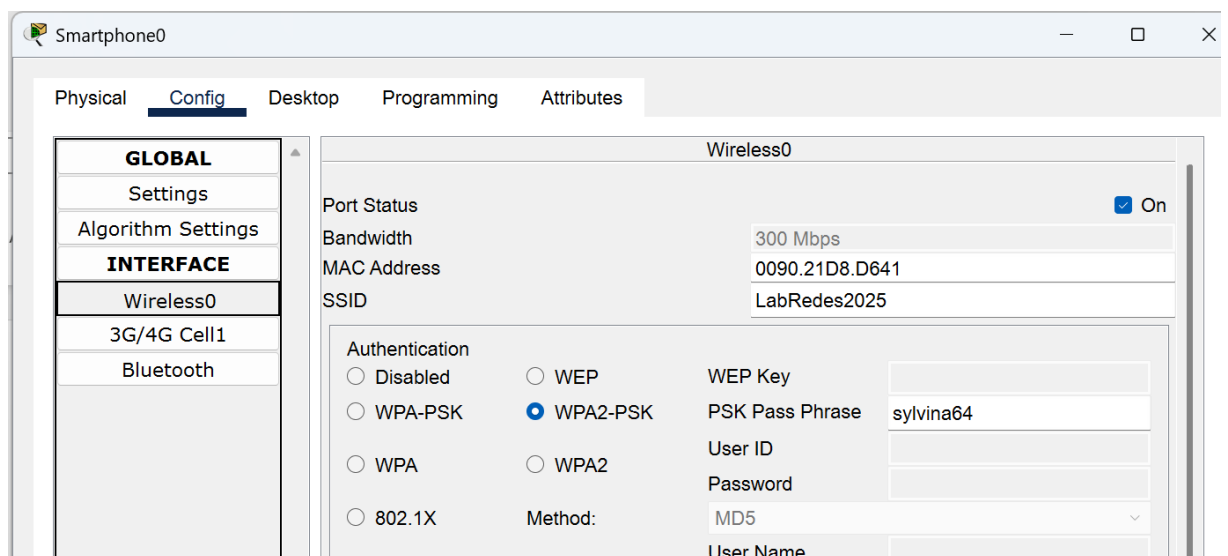 Smartphone0
Physical Config Desktop Programming Attributes
GLOBAL
Settings
Algorithm Settings
INTERFACE
Wireless0
3G/4G Cell1
Bluetooth
Wireless0
Port Status On
Bandwidth 300 Mbps
MAC Address 0090.21D8.D641
SSID LabRedes2025
Authentication
Disabled WEP WEP Key
WPA-PSK WPA2-PSK PSK Pass Phrase sylvina64
User ID
WPA WPA2
Password
802.1X Method: MD5
User Name